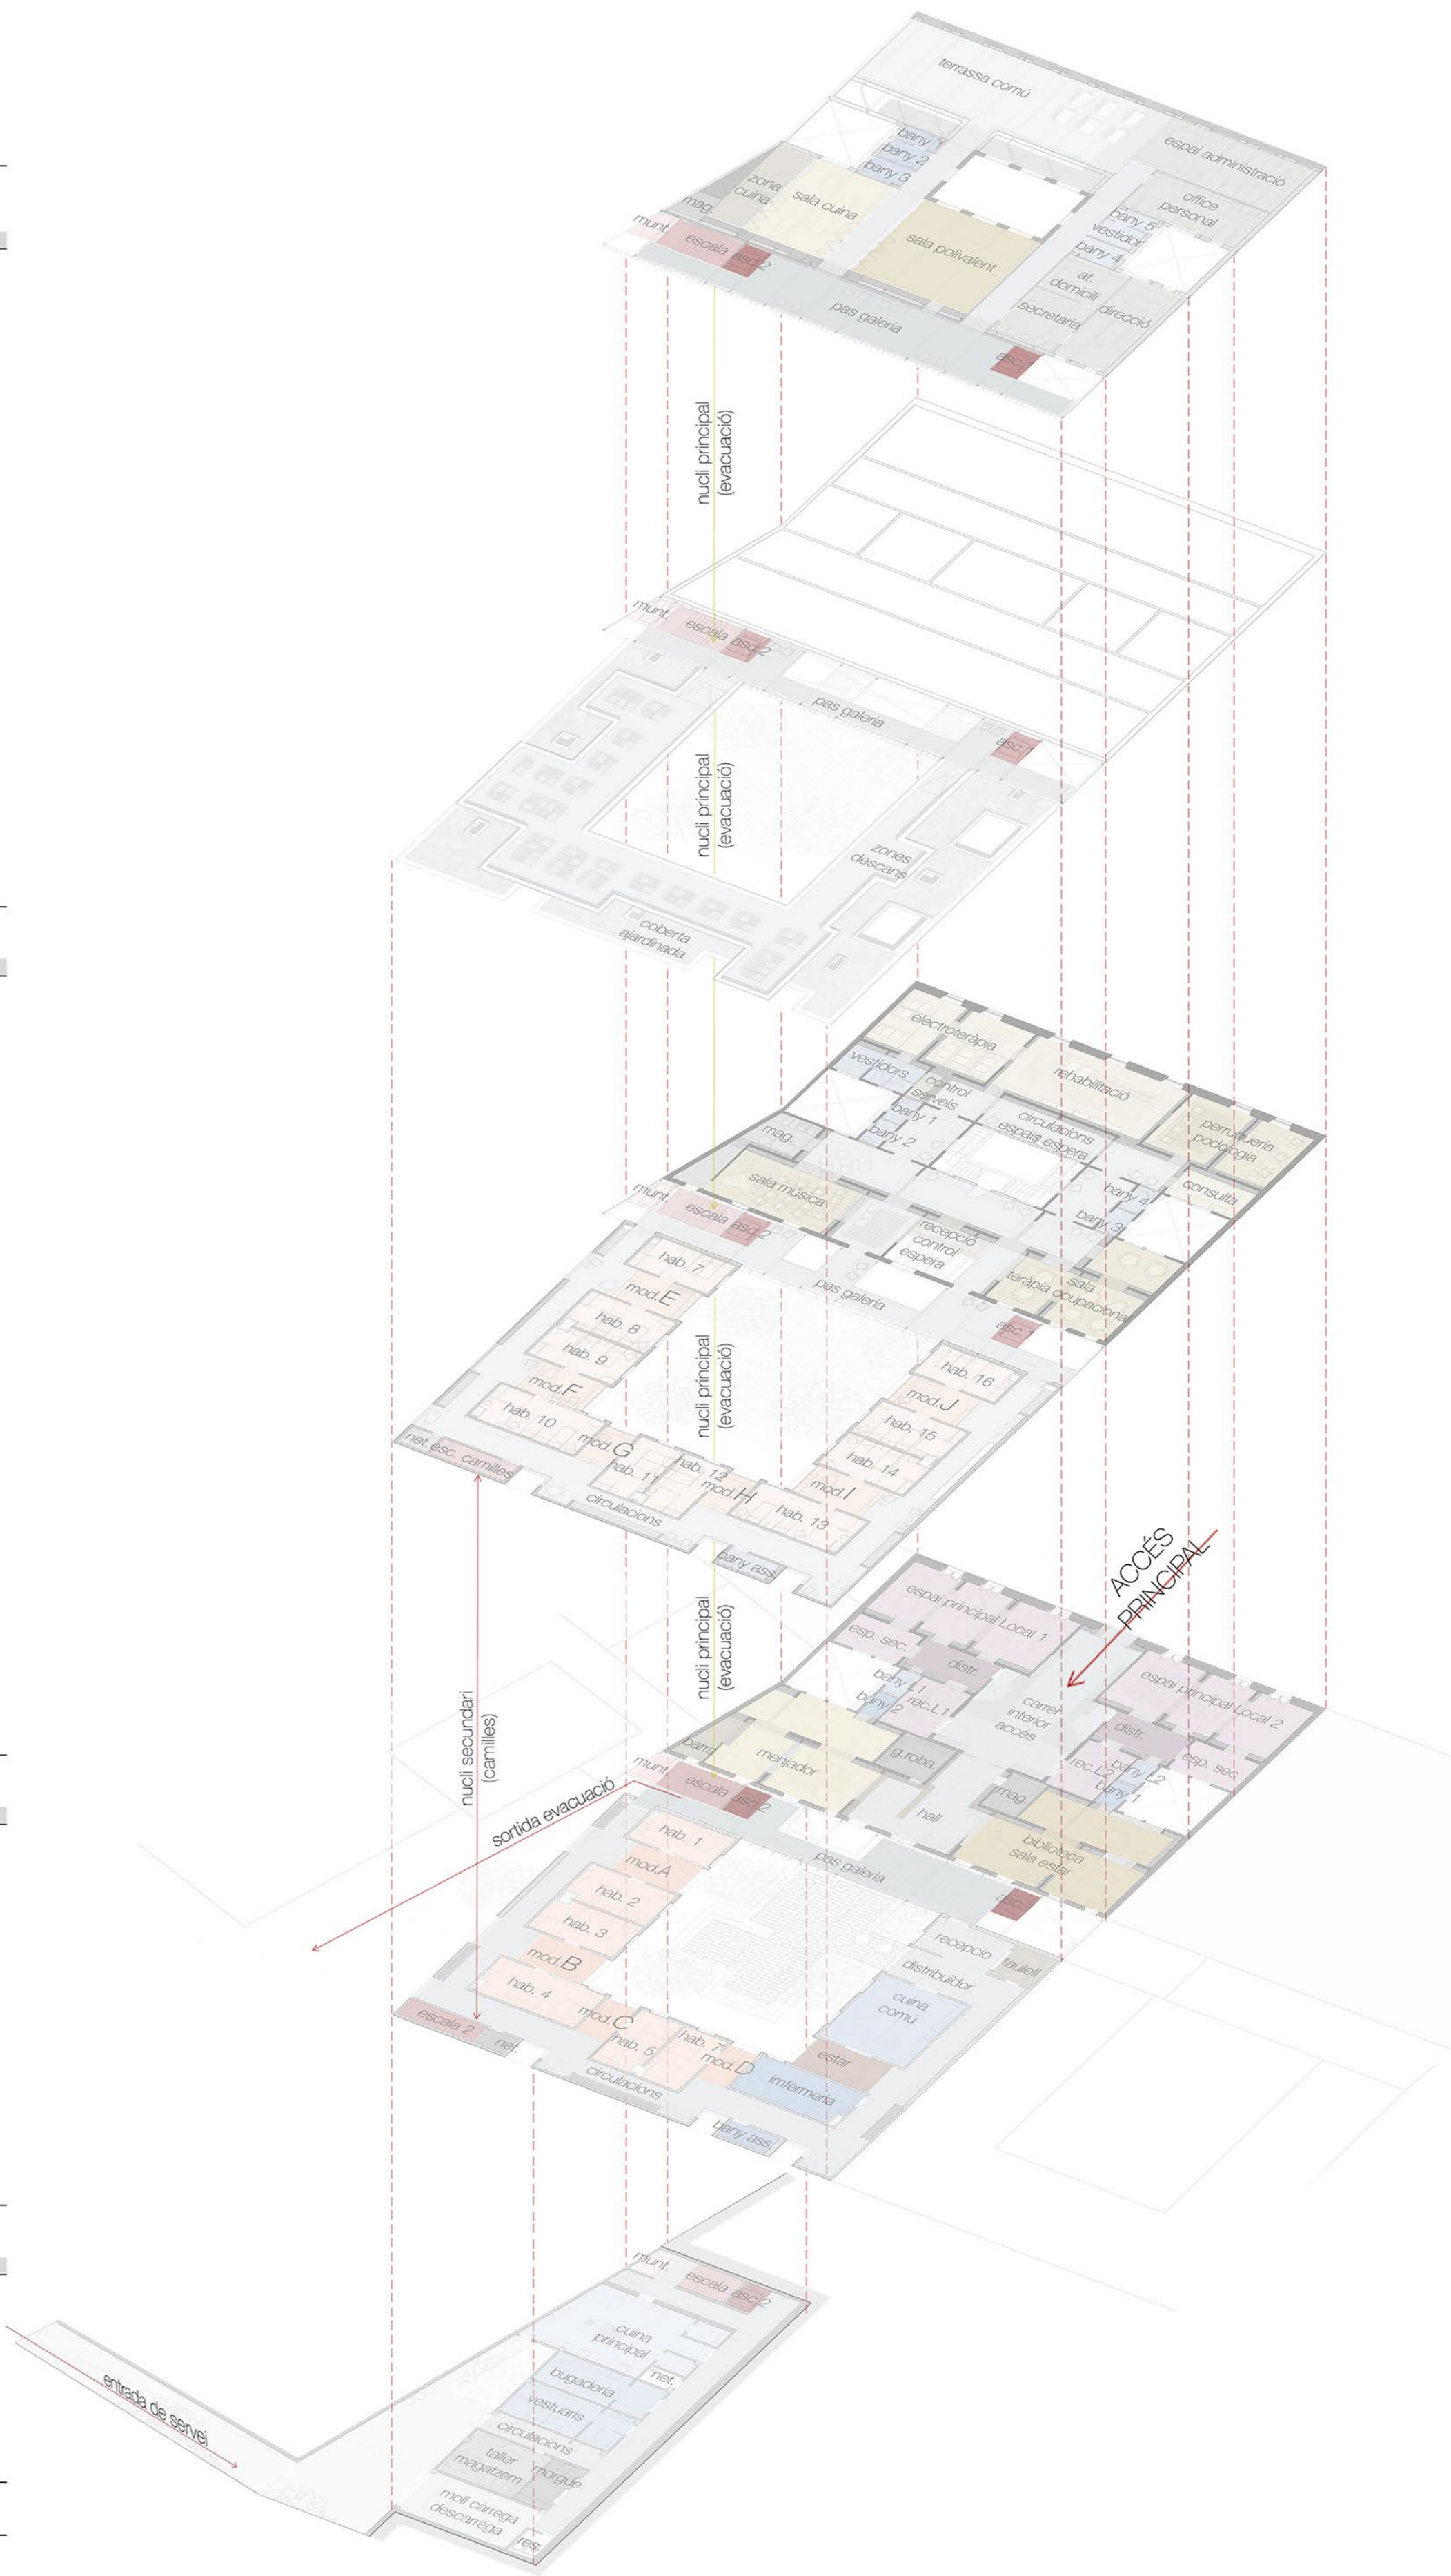 terrassa comú
espai administració
bany 1
bany 2
bany 3
zona
cuina
sala cuina
mag.
munt.
escala
asc.2
office
personal
bany 5
vestidor
bany 4
sala polivalent
at.
domicili
direcció
secretaria
pas galeria
asc.1
nucli principal
(evacuació)
munt.
escala
asc.2
pas galeria
asc.1
nucli principal
(evacuació)
zones
descans
coberta
ajardinada
electroteràpia
vestidors
rehabilitació
control
serveis
bany 1
bany 2
circulacions
espais espera
perruqueria
podologia
mag.
sala música
consulta
bany 4
bany 3
munt.
escala
asc.2
recepció
control
espera
sala
teràpia ocupacional
pas galeria
asc.1
hab. 7
mod.E
hab. 8
hab. 9
mod.F
hab. 10
mod.G
hab. 11
hab. 12
mod.H
hab. 13
mod.I
hab. 14
hab. 15
mod.J
hab. 16
nucli principal
(evacuació)
net.
esc. camilles
circulacions
bany ass.
ACCÉS
PRINCIPAL
nucli principal
(evacuació)
nucli secundari
(camilles)
sortida evacuació
espai principal Local 1
esp. sec.
distr.
bany L1
bany 2
rec.L1
carrer
interior
accés
espai principal Local 2
distr.
esp. sec.
rec.L2
bany L2
bany 1
barra
menjador
g.roba.
mag.
hall
biblioteca
sala estar
munt.
escala
asc.2
pas galeria
asc.
hab. 1
mod.A
hab. 2
hab. 3
mod.B
hab. 4
mod.C
hab. 5
hab. 7
mod.D
imfermeria
estar
cuina
comú
recepcio
distribuïdor
taulell
escala 2
net.
circulacions
bany ass.
munt.
escala
asc.2
cuina
principal
net.
bugaderia
vestuaris
circulacions
taller
magatzem
morgue
moll càrrega
descarrega
res.
entrada de servei